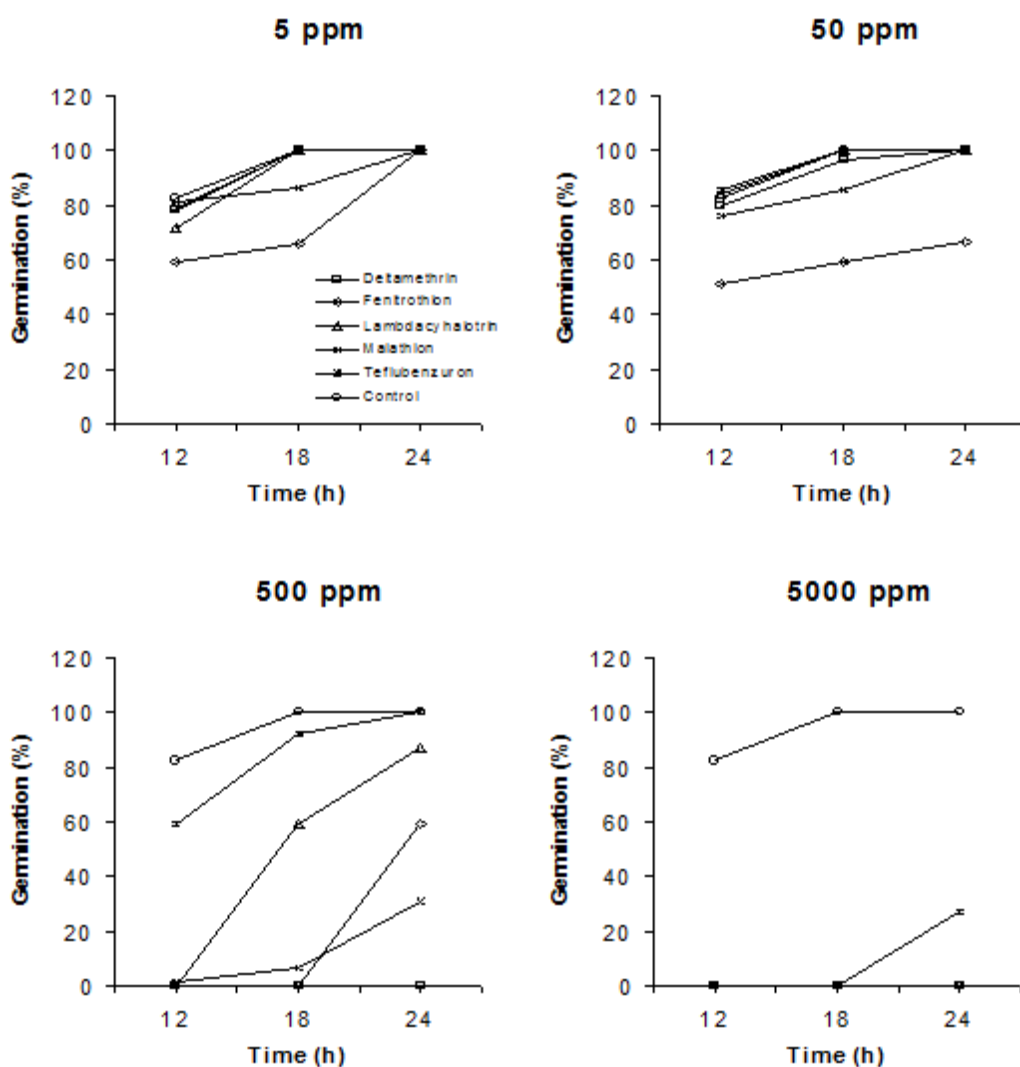 5 ppm
50 ppm
120
100
80
60
40
20
0
Germination (%)
Deltamethrin
Fenitrothion
Lambdacyhalotrin
Malathion
Teflubenzuron
Control
12
18
24
Time (h)
120
100
80
60
40
20
0
Germination (%)
12
18
24
Time (h)
500 ppm
5000 ppm
120
100
80
60
40
20
0
Germination (%)
12
18
24
Time (h)
120
100
80
60
40
20
0
Germination (%)
12
18
24
Time (h)